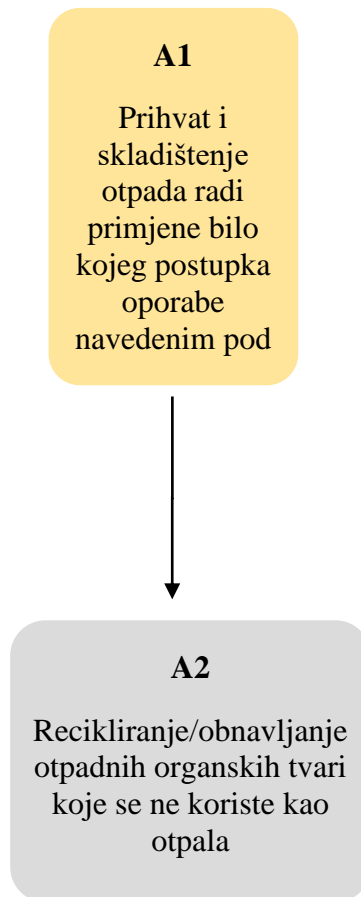 A1
Prihvat i
skladištenje
otpada radi
primjene bilo
kojeg postupka
oporabe
navedenim pod
A2
Recikliranje/obnavljanje
otpadnih organskih tvari
koje se ne koriste kao
otpala